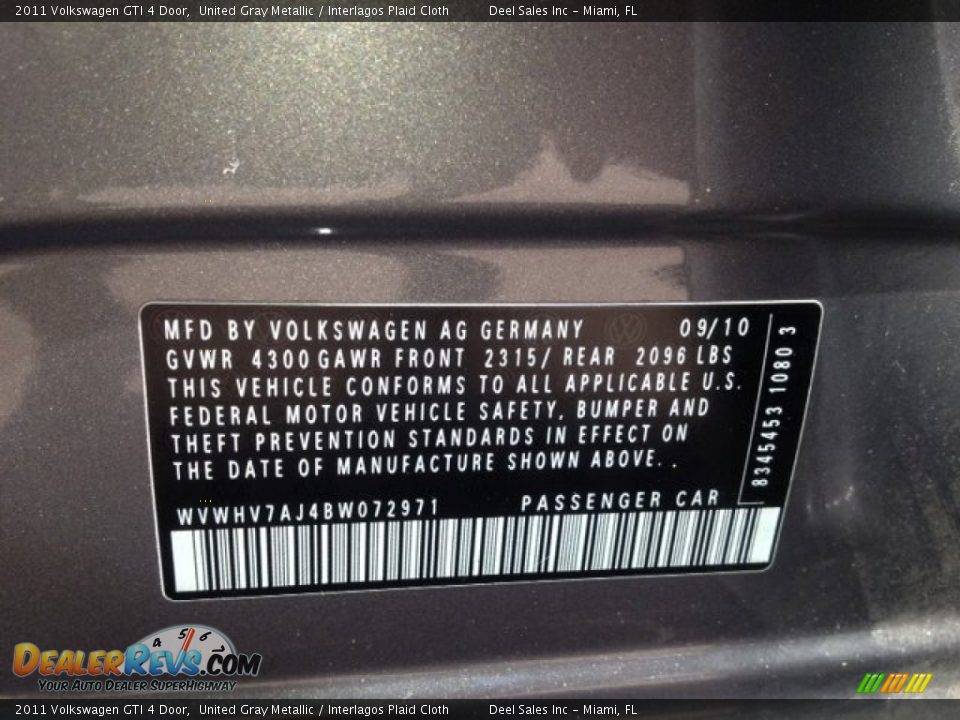 2011 Volkswagen GTI 4 Door, United Gray Metallic / Interlagos Plaid Cloth Deel Sales Inc - Miami, FL
MFD BY VOLKSWAGEN AG GERMANY 09/10
GVWR 4300 GAWR FRONT 2315/ REAR 2096 LBS
THIS VEHICLE CONFORMS TO ALL APPLICABLE U.S.
FEDERAL MOTOR VEHICLE SAFETY, BUMPER AND
THEFT PREVENTION STANDARDS IN EFFECT ON
THE DATE OF MANUFACTURE SHOWN ABOVE.
WVWHV7AJ4BW072971 PASSENGER CAR
8345453 1080 3
4 5 6
DEALERREVS.COM
YOUR AUTO DEALER SUPERHIGHWAY
2011 Volkswagen GTI 4 Door, United Gray Metallic / Interlagos Plaid Cloth Deel Sales Inc - Miami, FL